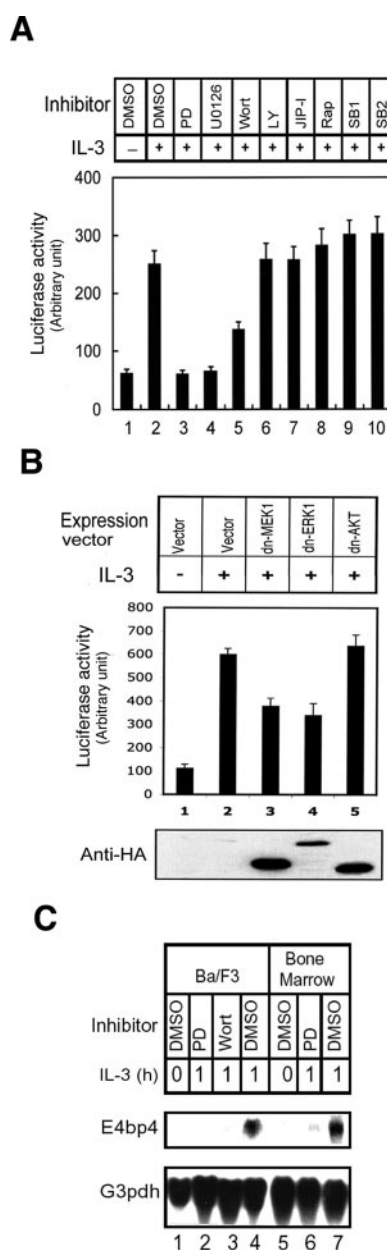 A
Inhibitor DMSO DMSO PD U0126 Wort LY JIP-I Rap SB1 SB2
IL-3 – + + + + + + + + +
Luciferase activity
(Arbitrary unit)
400
300
200
100
0
1 2 3 4 5 6 7 8 9 10
B
Expression
vector
Vector Vector dn-MEK1 dn-ERK1 dn-AKT
IL-3 - + + + +
Luciferase activity
(Arbitrary unit)
800
700
600
500
400
300
200
100
0
1 2 3 4 5
Anti-HA
C
Ba/F3 Bone
Marrow
Inhibitor DMSO PD Wort DMSO DMSO PD DMSO
IL-3 (h) 0 1 1 1 0 1 1
E4bp4
G3pdh
1 2 3 4 5 6 7